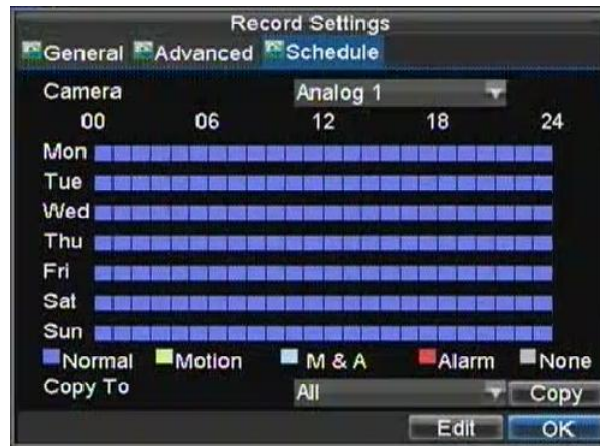 Record Settings
General Advanced Schedule
Camera Analog 1
00 06 12 18 24
Mon
Tue
Wed
Thu
Fri
Sat
Sun
Normal Motion M & A Alarm None
Copy To All Copy
Edit OK